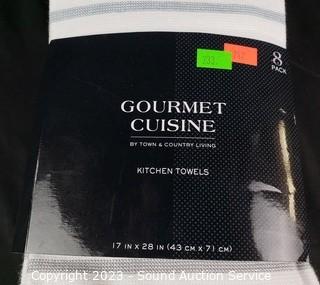 233
8
PACK
GOURMET
CUISINE
BY TOWN & COUNTRY LIVING
KITCHEN TOWELS
17 IN x 28 IN (43 CM x 71 CM)
Copyright 2023 - Sound Auction Service